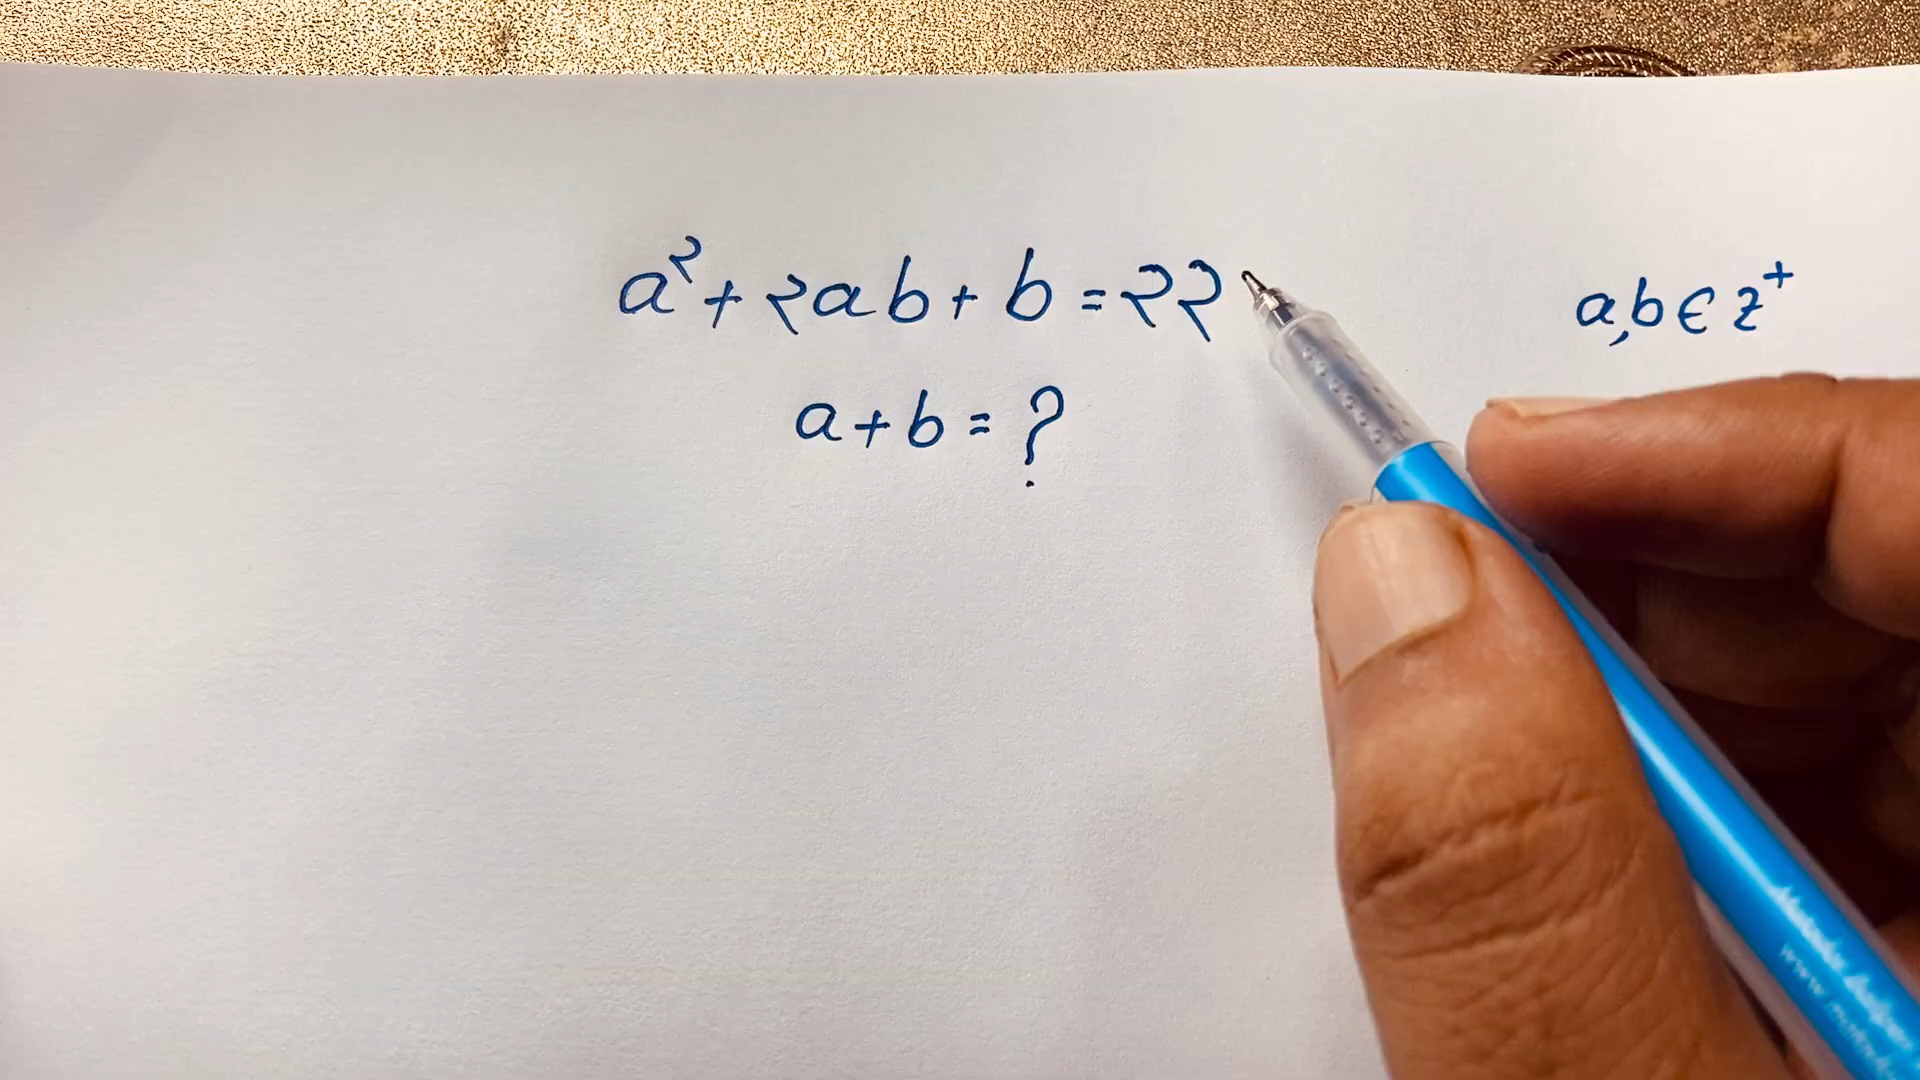 a² + 2ab + b = 22
a, b ∈ z⁺
a + b = ?